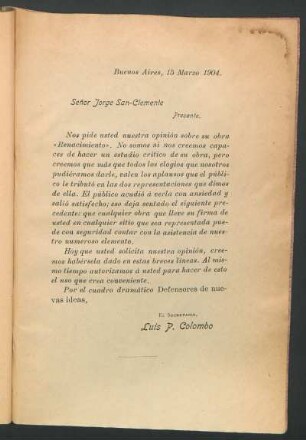 Buenos Aires, 15 Marzo 1904.
Señor Jorge San-Clemente
Presente.
Nos pide usted nuestra opinión sobre su obra
«Renacimiento». No somos ni nos creemos capa-
ces de hacer un estudio crítico de su obra, pero
creemos que más que todos los elogios que nosotros
pudiéramos darle, valen los aplausos que el públi-
co le tributó en las dos representaciones que dimos
de ella. El público acudió á verla con ansiedad y
salió satisfecho; eso deja sentado el siguiente
precedente: que cualquier obra que lleve su firma de
usted en cualquier sitio que sea representada pue-
de con seguridad contar con la asistencia de nues-
tro numeroso elemento.
Hoy que usted solicita nuestra opinión, cree-
mos habérsela dado en estas breves líneas. Al mis-
mo tiempo autorizamos á usted para hacer de esto
el uso que crea conveniente.
Por el cuadro dramático Defensores de nue-
vas ideas,
EL SECRETARIO,
Luis P. Colombo